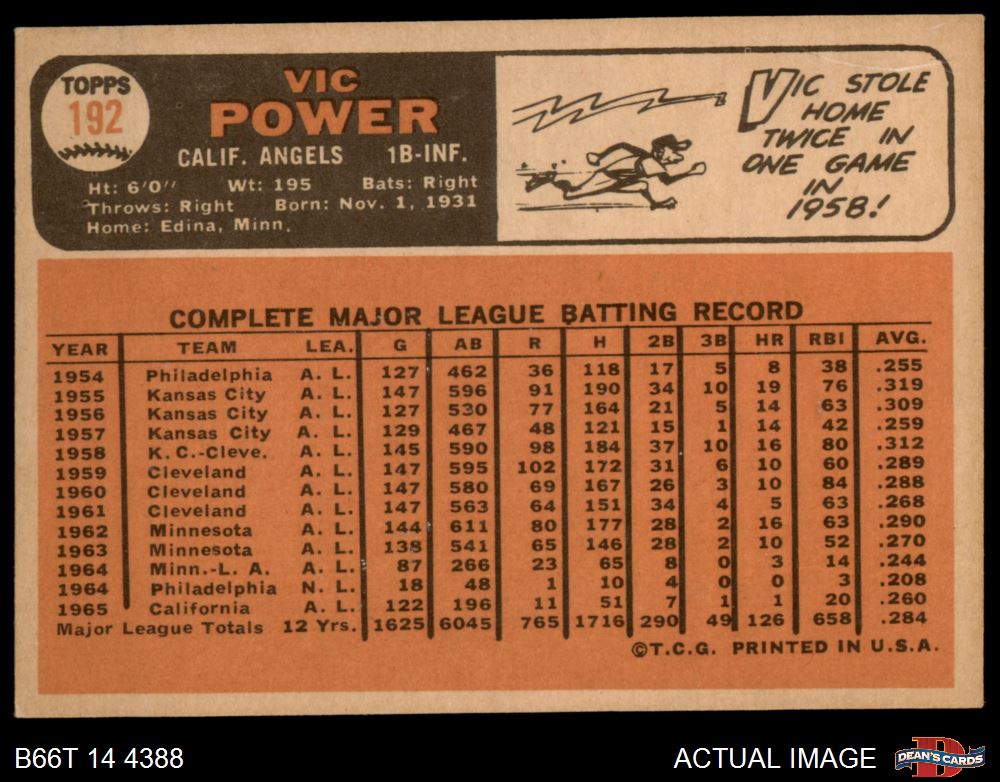 TOPPS
192
VIC
POWER
CALIF. ANGELS 1B-INF.
Ht: 6'0" Wt: 195 Bats: Right
Throws: Right Born: Nov. 1, 1931
Home: Edina, Minn.
VIC STOLE
HOME
TWICE IN
ONE GAME
IN
1958!
COMPLETE MAJOR LEAGUE BATTING RECORD
YEAR TEAM LEA. G AB R H 2B 3B HR RBI AVG.
1954 Philadelphia A. L. 127 462 36 118 17 5 8 38 .255
1955 Kansas City A. L. 147 596 91 190 34 10 19 76 .319
1956 Kansas City A. L. 127 530 77 164 21 5 14 63 .309
1957 Kansas City A. L. 129 467 48 121 15 1 14 42 .259
1958 K. C.-Cleve. A. L. 145 590 98 184 37 10 16 80 .312
1959 Cleveland A. L. 147 595 102 172 31 6 10 60 .289
1960 Cleveland A. L. 147 580 69 167 26 3 10 84 .288
1961 Cleveland A. L. 147 563 64 151 34 4 5 63 .268
1962 Minnesota A. L. 144 611 80 177 28 2 16 63 .290
1963 Minnesota A. L. 138 541 65 146 28 2 10 52 .270
1964 Minn.-L. A. A. L. 87 266 23 65 8 0 3 14 .244
1964 Philadelphia N. L. 18 48 1 10 4 0 0 3 .208
1965 California A. L. 122 196 11 51 7 1 1 20 .260
Major League Totals 12 Yrs. 1625 6045 765 1716 290 49 126 658 .284
©T.C.G. PRINTED IN U.S.A.
B66T 14 4388
ACTUAL IMAGE
D
DEAN'S CARDS